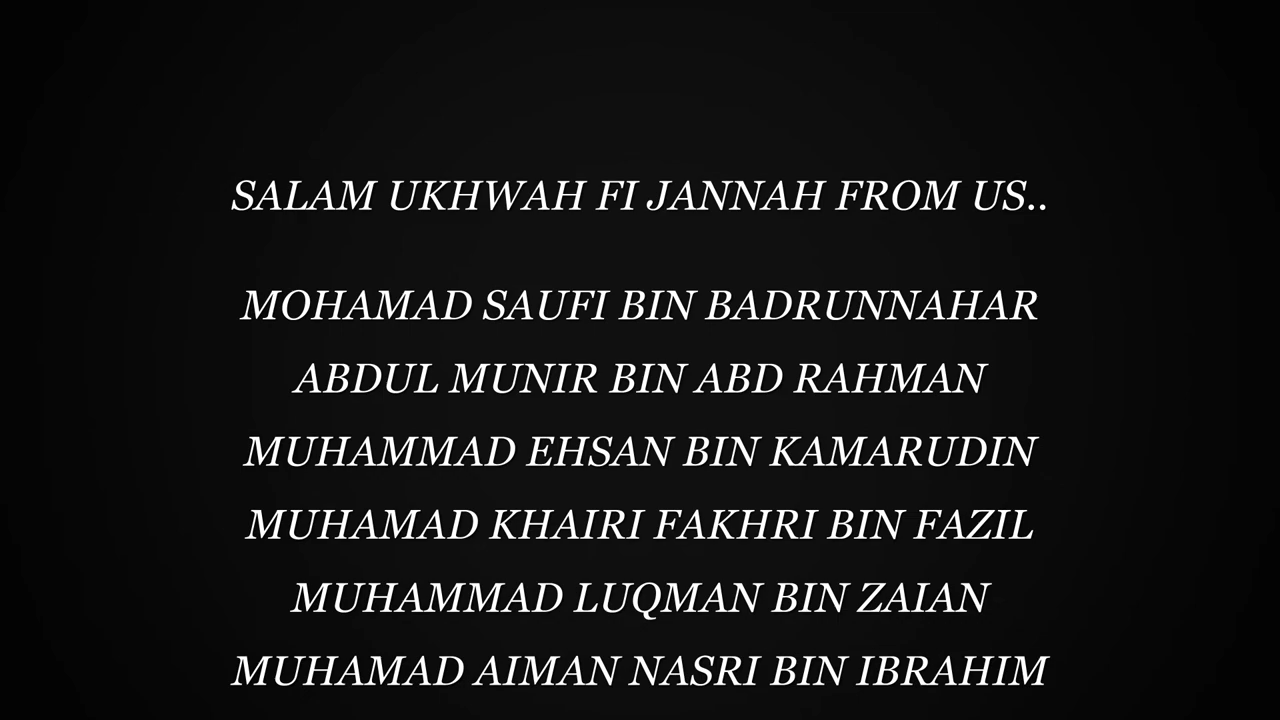 SALAM UKHWAH FI JANNAH FROM US..
MOHAMAD SAUFI BIN BADRUNNAHAR
ABDUL MUNIR BIN ABD RAHMAN
MUHAMMAD EHSAN BIN KAMARUDIN
MUHAMAD KHAIRI FAKHRI BIN FAZIL
MUHAMMAD LUQMAN BIN ZAIAN
MUHAMAD AIMAN NASRI BIN IBRAHIM